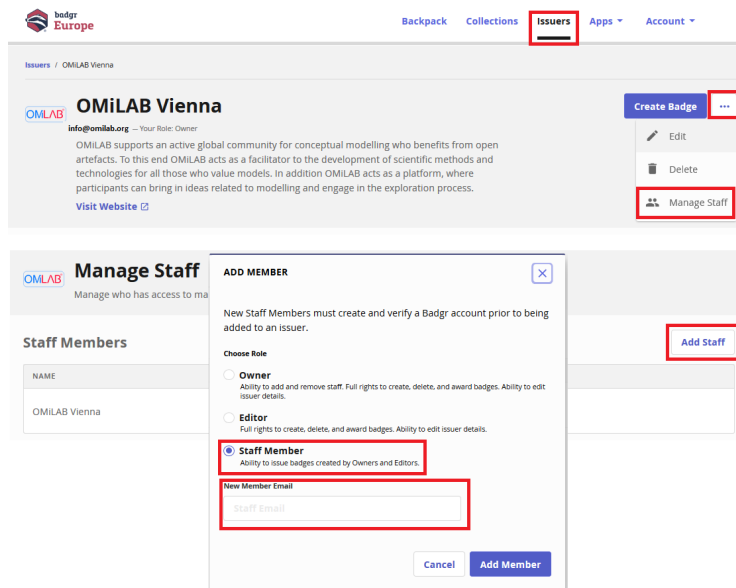 badgr
Europe
Backpack Collections Issuers Apps Account
Issuers / OMiLAB Vienna
OMiLAB
OMiLAB Vienna
info@omilab.org – Your Role: Owner
OMiLAB supports an active global community for conceptual modelling who benefits from open
artefacts. To this end OMiLAB acts as a facilitator to the development of scientific methods and
technologies for all those who value models. In addition OMiLAB acts as a platform, where
participants can bring in ideas related to modelling and engage in the exploration process.
Visit Website
Create Badge ...
Edit
Delete
Manage Staff
OMiLAB
Manage Staff
Manage who has access to ma
Staff Members
Add Staff
NAME
OMiLAB Vienna
ADD MEMBER
New Staff Members must create and verify a Badgr account prior to being
added to an issuer.
Choose Role
Owner
Ability to add and remove staff. Full rights to create, delete, and award badges. Ability to edit
issuer details.
Editor
Full rights to create, delete, and award badges. Ability to edit issuer details.
Staff Member
Ability to issue badges created by Owners and Editors.
New Member Email
Staff Email
Cancel Add Member